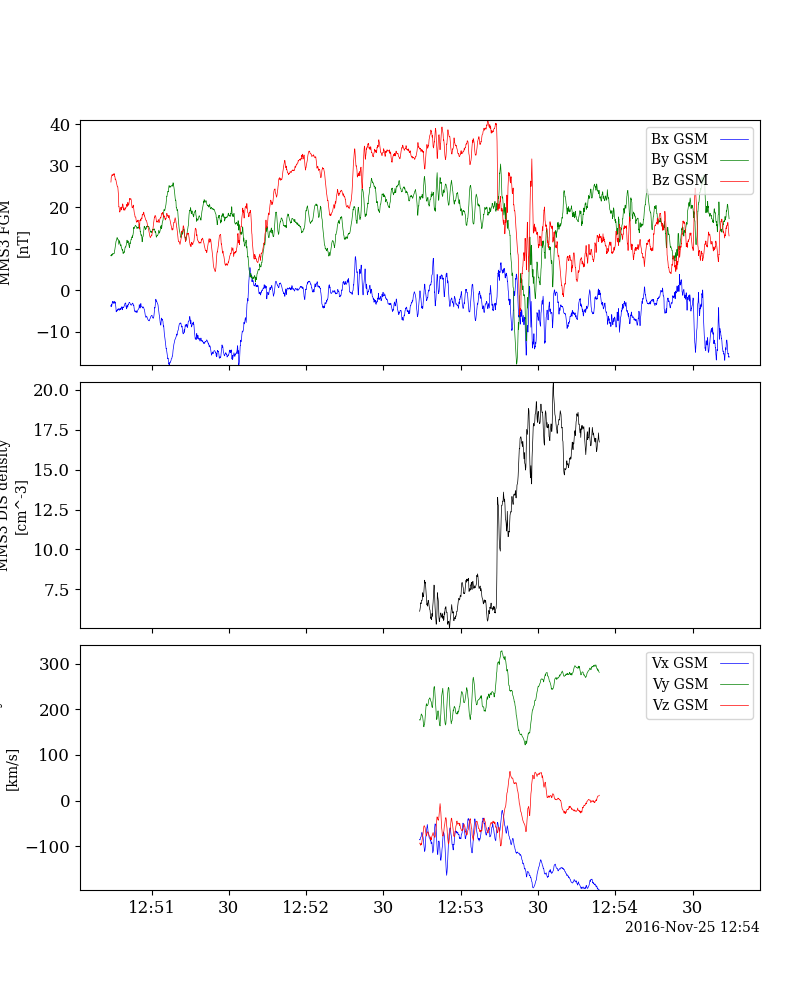 40
30
20
10
0
−10
MMS3 FGM
[nT]
Bx GSM
By GSM
Bz GSM
20.0
17.5
15.0
12.5
10.0
7.5
MMS3 DIS density
[cm^-3]
300
200
100
0
−100
[km/s]
Vx GSM
Vy GSM
Vz GSM
12:51 30 12:52 30 12:53 30 12:54 30
2016-Nov-25 12:54